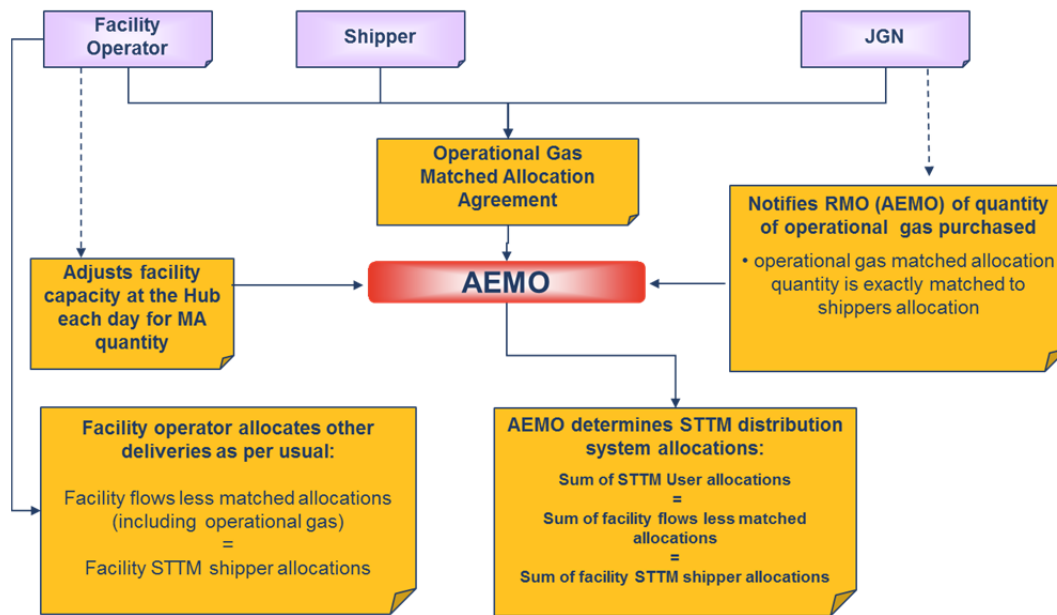 Facility
Operator
Shipper
JGN
Operational Gas
Matched Allocation
Agreement
Notifies RMO (AEMO) of quantity
of operational gas purchased
• operational gas matched allocation
quantity is exactly matched to
shippers allocation
Adjusts facility
capacity at the Hub
each day for MA
quantity
AEMO
Facility operator allocates other
deliveries as per usual:
Facility flows less matched allocations
(including operational gas)
=
Facility STTM shipper allocations
AEMO determines STTM distribution
system allocations:
Sum of STTM User allocations
=
Sum of facility flows less matched
allocations
=
Sum of facility STTM shipper allocations